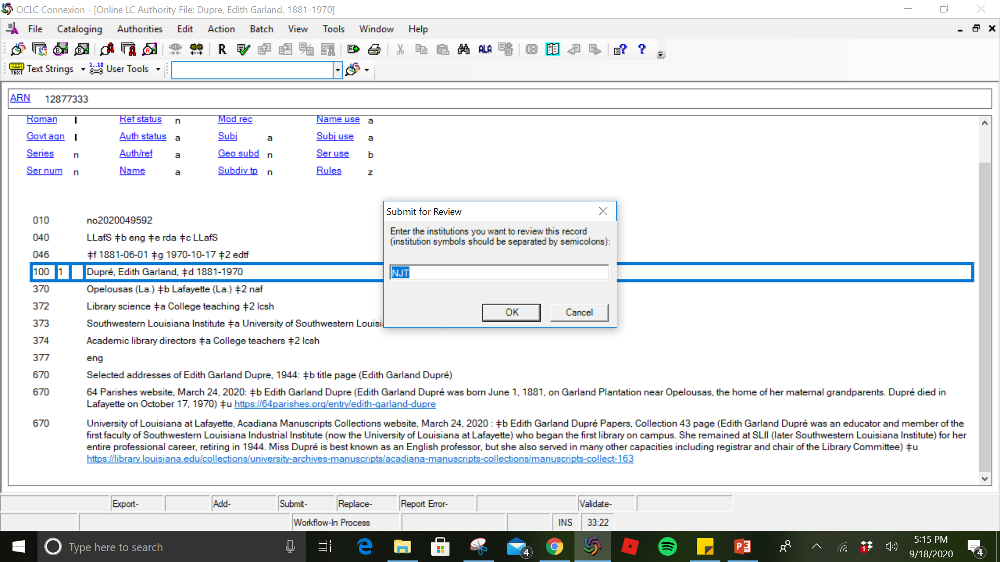 OCLC Connexion - [Online LC Authority File: Dupre, Edith Garland, 1881-1970]
File Cataloging Authorities Edit Action Batch View Tools Window Help
R ALA ? ?
TEXT Text Strings 1...10 User Tools
ARN 12877333
Roman l Ref status n Mod rec Name use a
Govt agn l Auth status a Subj a Subj use a
Series n Auth/ref a Geo subd n Ser use b
Ser num n Name a Subdiv tp n Rules z
010 no2020049592
040 LLafS ‡b eng ‡e rda ‡c LLafS
046 ‡f 1881-06-01 ‡g 1970-10-17 ‡2 edtf
100 1 Dupré, Edith Garland, ‡d 1881-1970
370 Opelousas (La.) ‡b Lafayette (La.) ‡2 naf
372 Library science ‡a College teaching ‡2 lcsh
373 Southwestern Louisiana Institute ‡a University of Southwestern
374 Academic library directors ‡a College teachers ‡2 lcsh
377 eng
670 Selected addresses of Edith Garland Dupre, 1944: ‡b title page (Edith Garland Dupré)
670 64 Parishes website, March 24, 2020: ‡b Edith Garland Dupre (Edith Garland Dupré was born June 1, 1881, on Garland Plantation near Opelousas, the home of her maternal grandparents. Dupré died in
Lafayette on October 17, 1970) ‡u https://64parishes.org/entry/edith-garland-dupre
670 University of Louisiana at Lafayette, Acadiana Manuscripts Collections website, March 24, 2020 : ‡b Edith Garland Dupré Papers, Collection 43 page (Edith Garland Dupré was an educator and member of the
first faculty of Southwestern Louisiana Industrial Institute (now the University of Louisiana at Lafayette) who began the first library on campus. She remained at SLII (later Southwestern Louisiana Institute) for her
entire professional career, retiring in 1944. Miss Dupré is best known as an English professor, but she also served in many other capacities including registrar and chair of the Library Committee) ‡u
https://library.louisiana.edu/collections/university-archives-manuscripts/acadiana-manuscripts-collections/manuscripts-collect-163
Submit for Review
Enter the institutions you want to review this record
(institution symbols should be separated by semicolons):
NJT
OK Cancel
Export- Add- Submit- Replace- Report Error- Validate-
Workflow-In Process INS 33:22
Type here to search
4
1
5:15 PM
9/18/2020
4